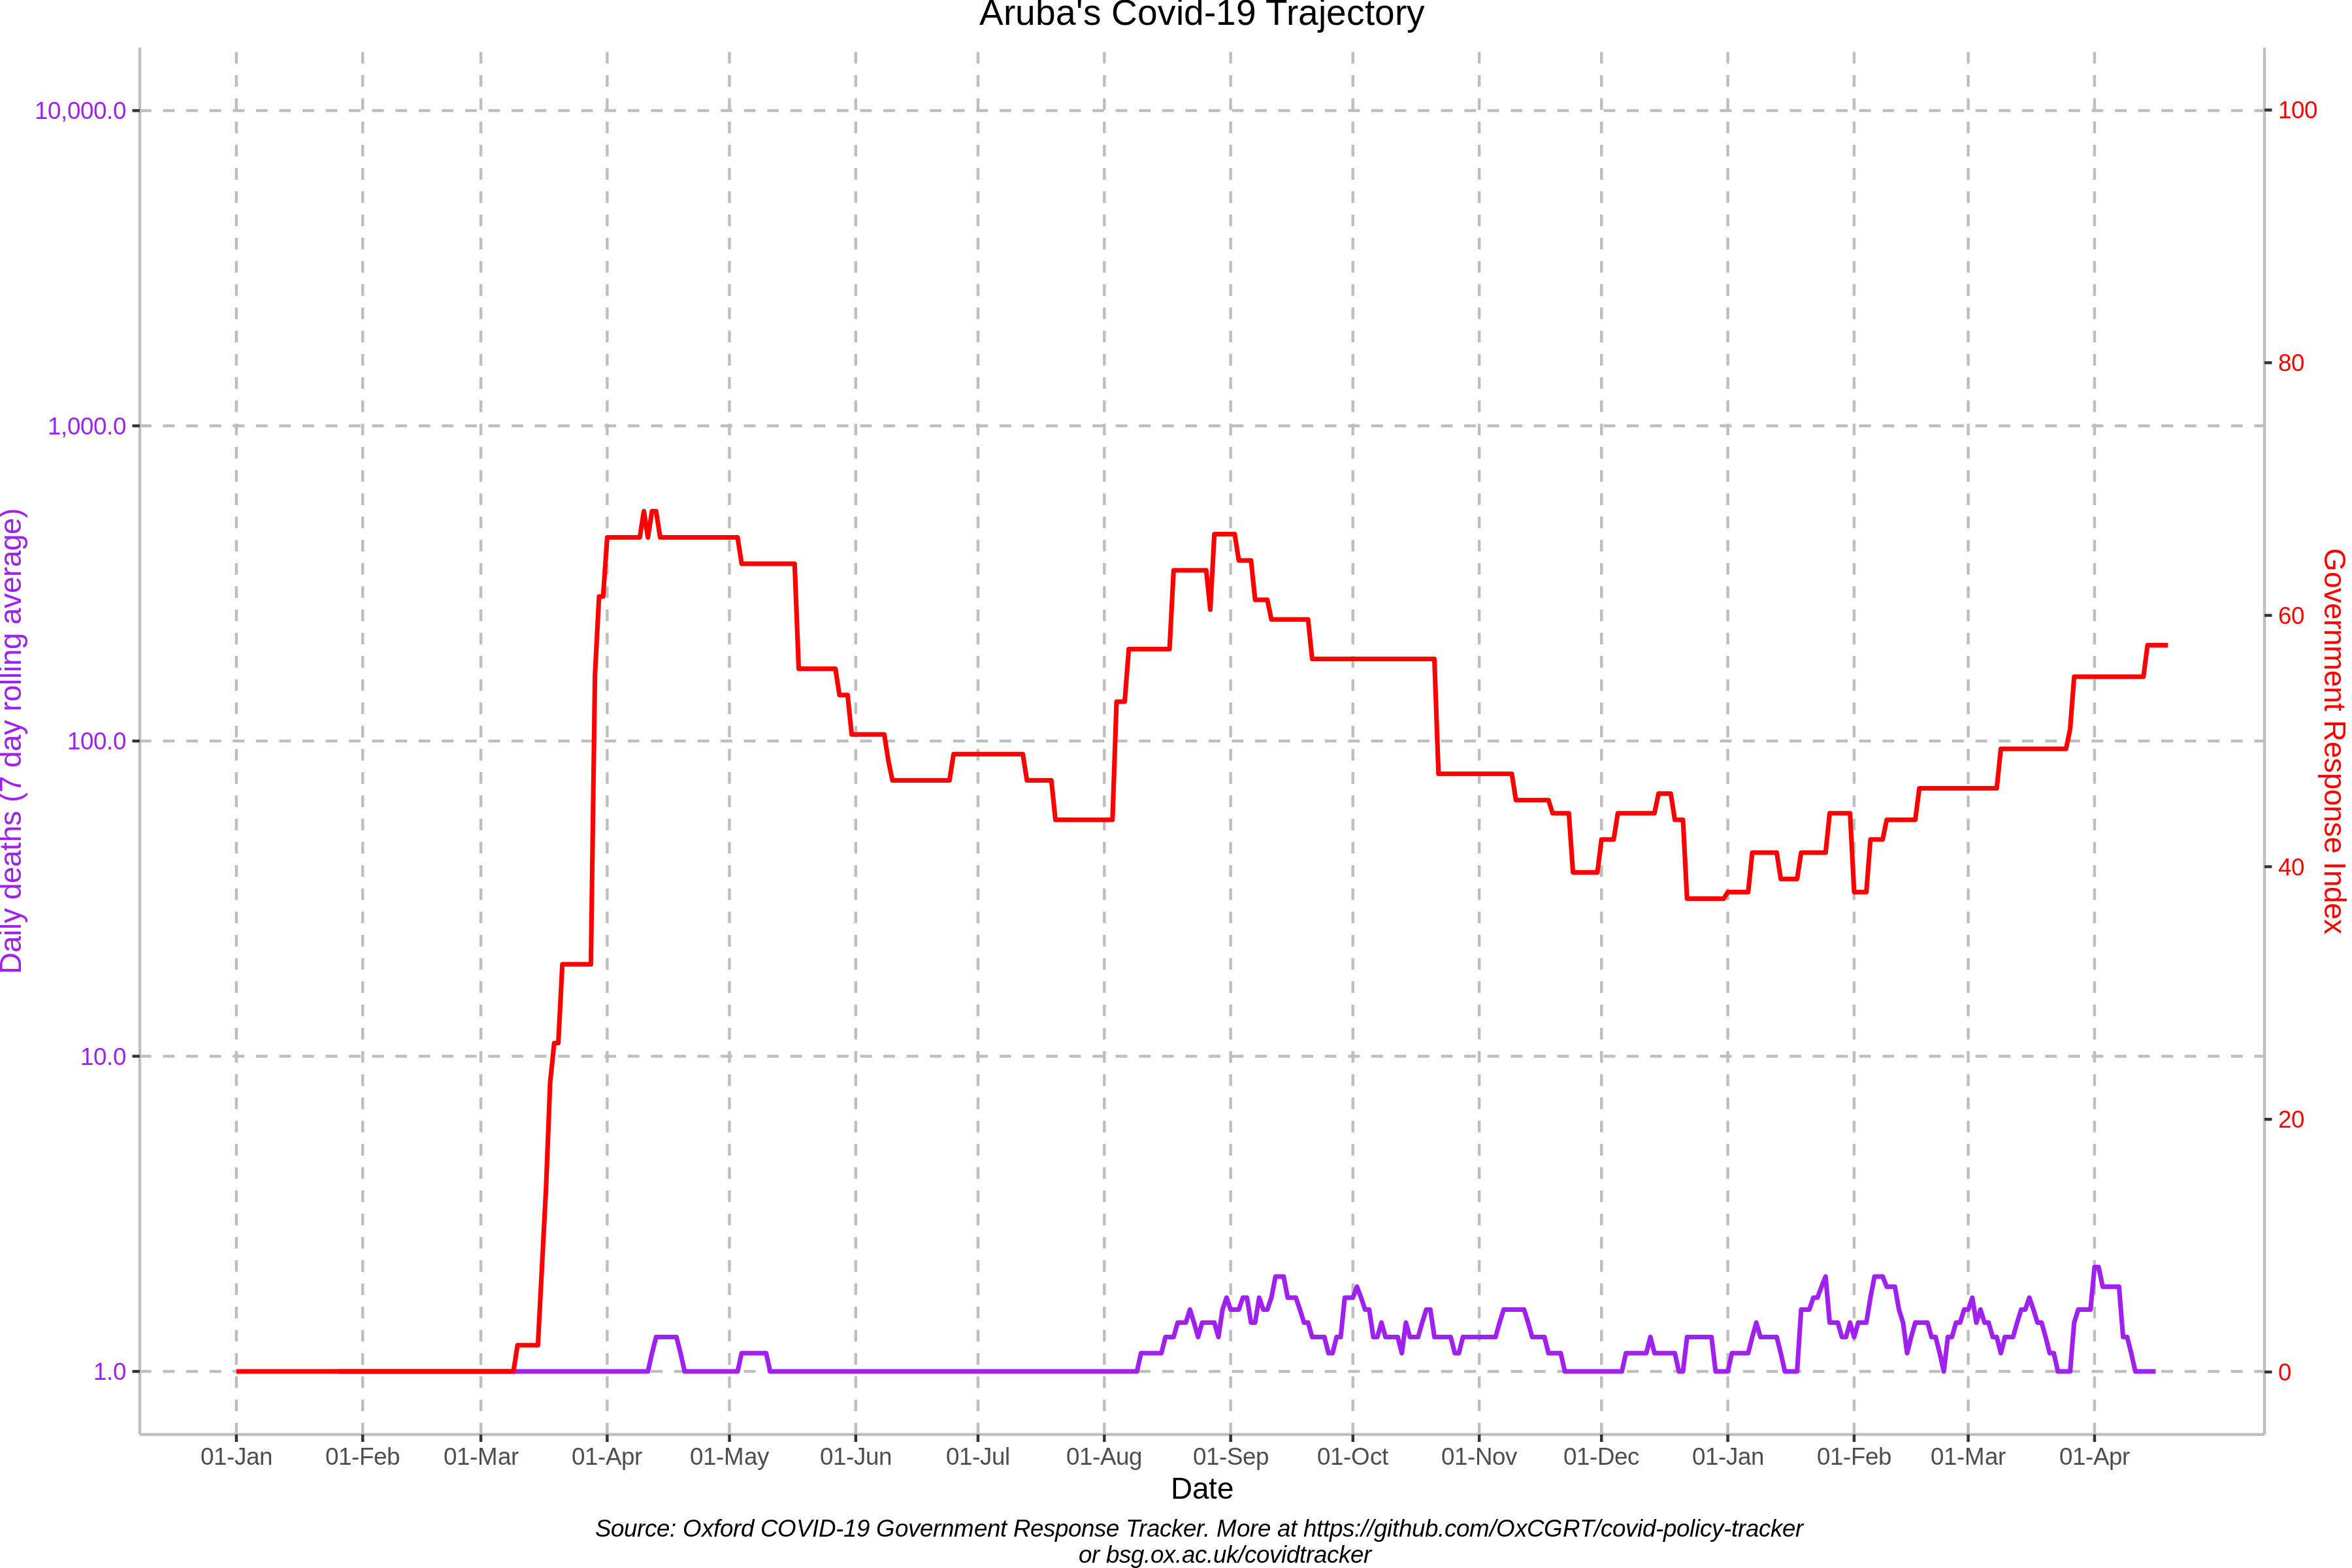 Aruba's Covid-19 Trajectory
10,000.0
1,000.0
100.0
10.0
1.0
Daily deaths (7 day rolling average)
100
80
60
40
20
0
Government Response Index
01-Jan 01-Feb 01-Mar 01-Apr 01-May 01-Jun 01-Jul 01-Aug 01-Sep 01-Oct 01-Nov 01-Dec 01-Jan 01-Feb 01-Mar 01-Apr
Date
Source: Oxford COVID-19 Government Response Tracker. More at https://github.com/OxCGRT/covid-policy-tracker
or bsg.ox.ac.uk/covidtracker